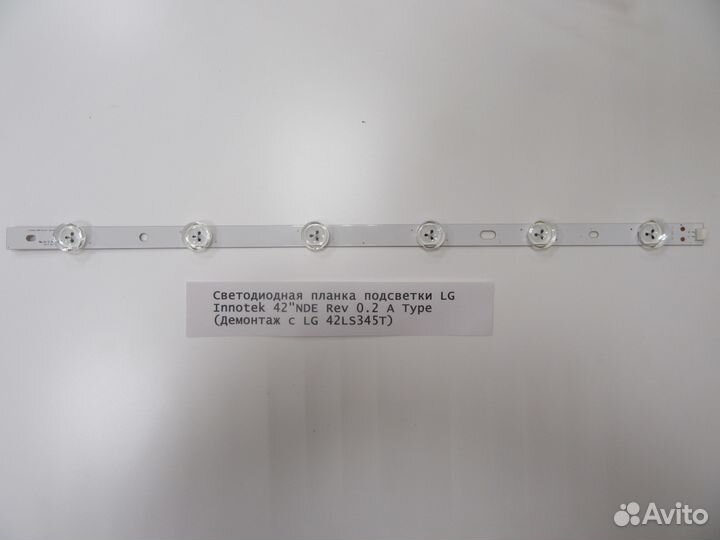 Светодиодная планка подсветки LG
Innotek 42"NDE Rev 0.2 A Type
(Демонтаж с LG 42LS345T)
Avito